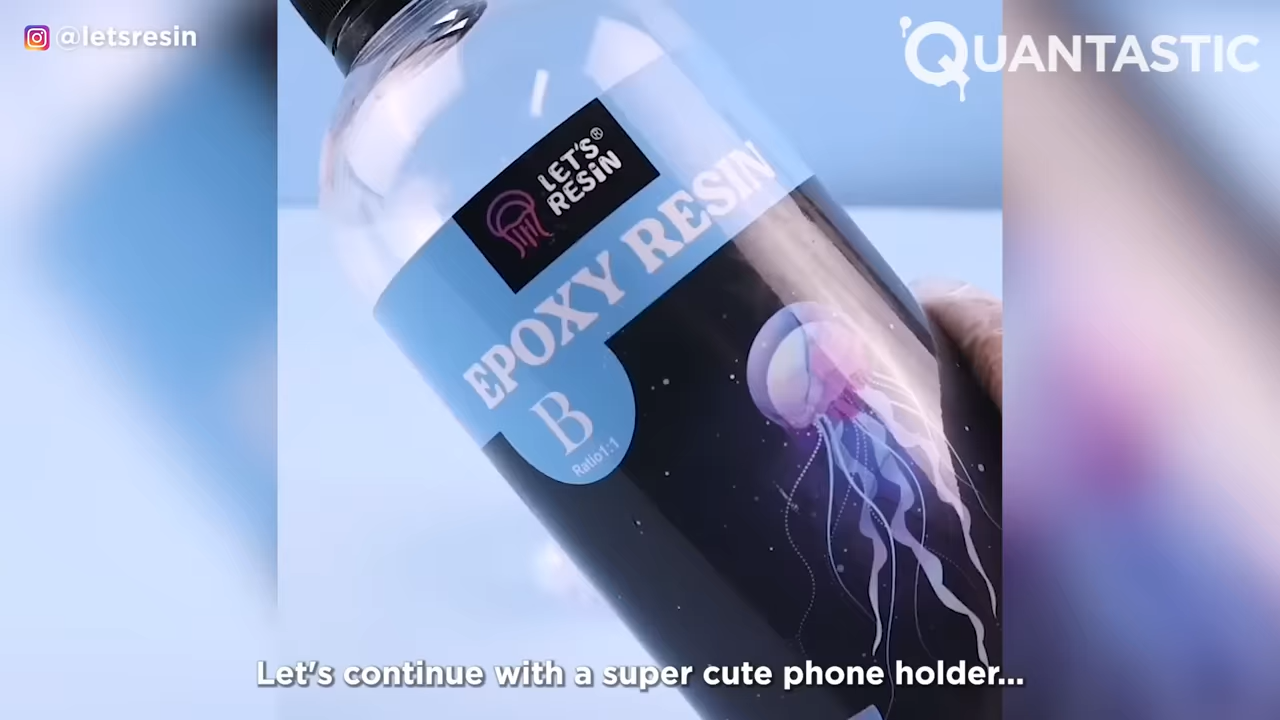 @letsresin
QUANTASTIC
LET'S®
RESIN
EPOXY RESIN
B
Ratio1:1
Let's continue with a super cute phone holder...